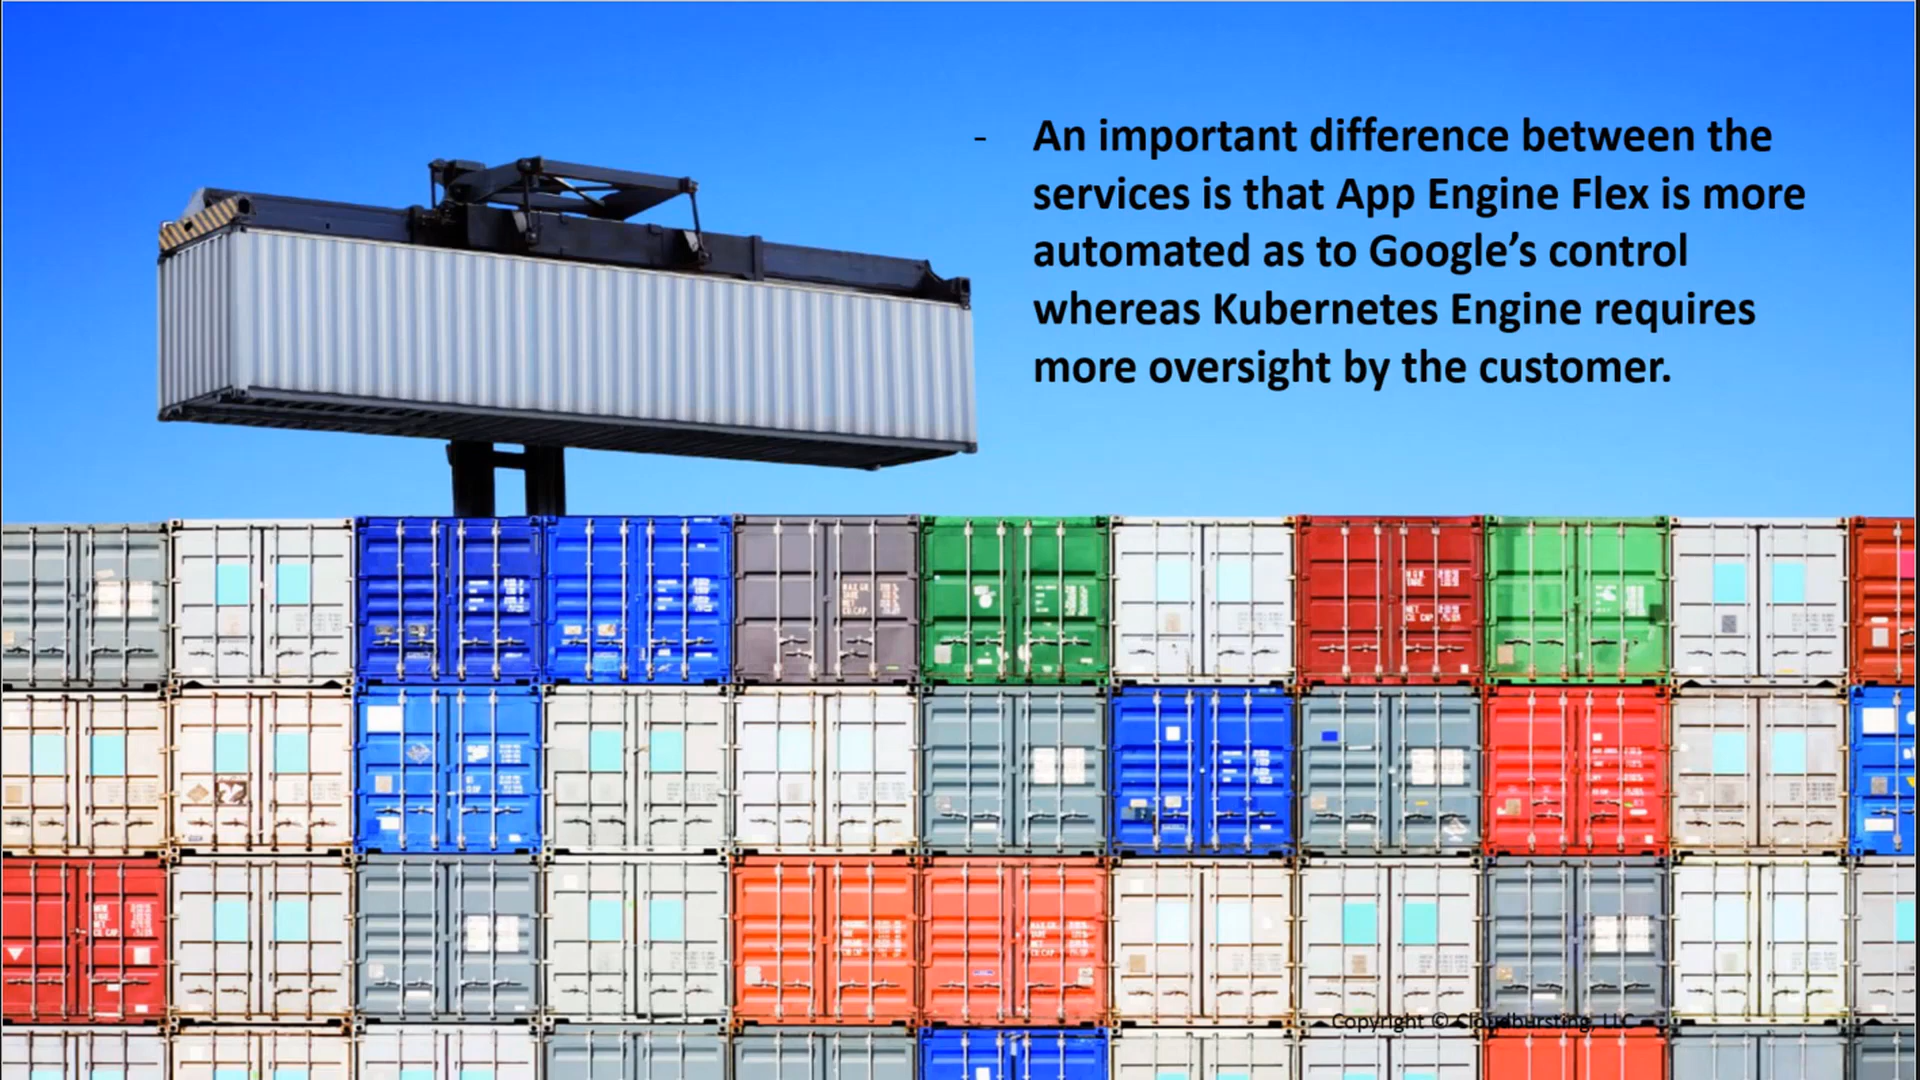 - An important difference between the
services is that App Engine Flex is more
automated as to Google’s control
whereas Kubernetes Engine requires
more oversight by the customer.
Copyright © Cloudbursting, LLC